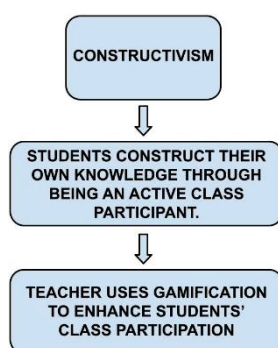 CONSTRUCTIVISM
STUDENTS CONSTRUCT THEIR
OWN KNOWLEDGE THROUGH
BEING AN ACTIVE CLASS
PARTICIPANT.
TEACHER USES GAMIFICATION
TO ENHANCE STUDENTS’
CLASS PARTICIPATION